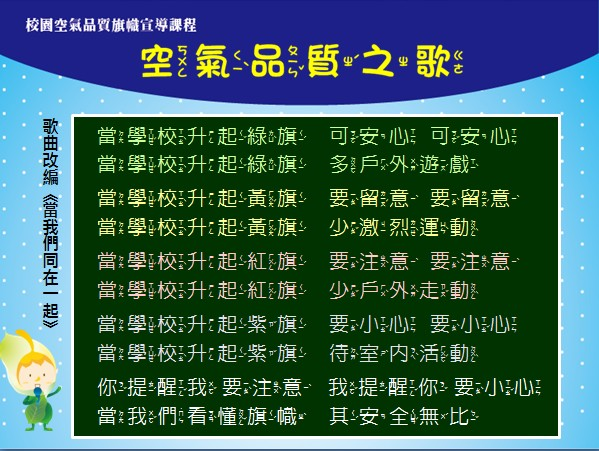 校園空氣品質旗幟宣導課程
空氣品質之歌
歌曲改編《當我們同在一起》
當學校升起綠旗 可安心 可安心
當學校升起綠旗 多戶外遊戲
當學校升起黃旗 要留意 要留意
當學校升起黃旗 少激烈運動
當學校升起紅旗 要注意 要注意
當學校升起紅旗 少戶外走動
當學校升起紫旗 要小心 要小心
當學校升起紫旗 待室內活動
你提醒我 要注意 我提醒你 要小心
當我們看懂旗幟 其安全無比